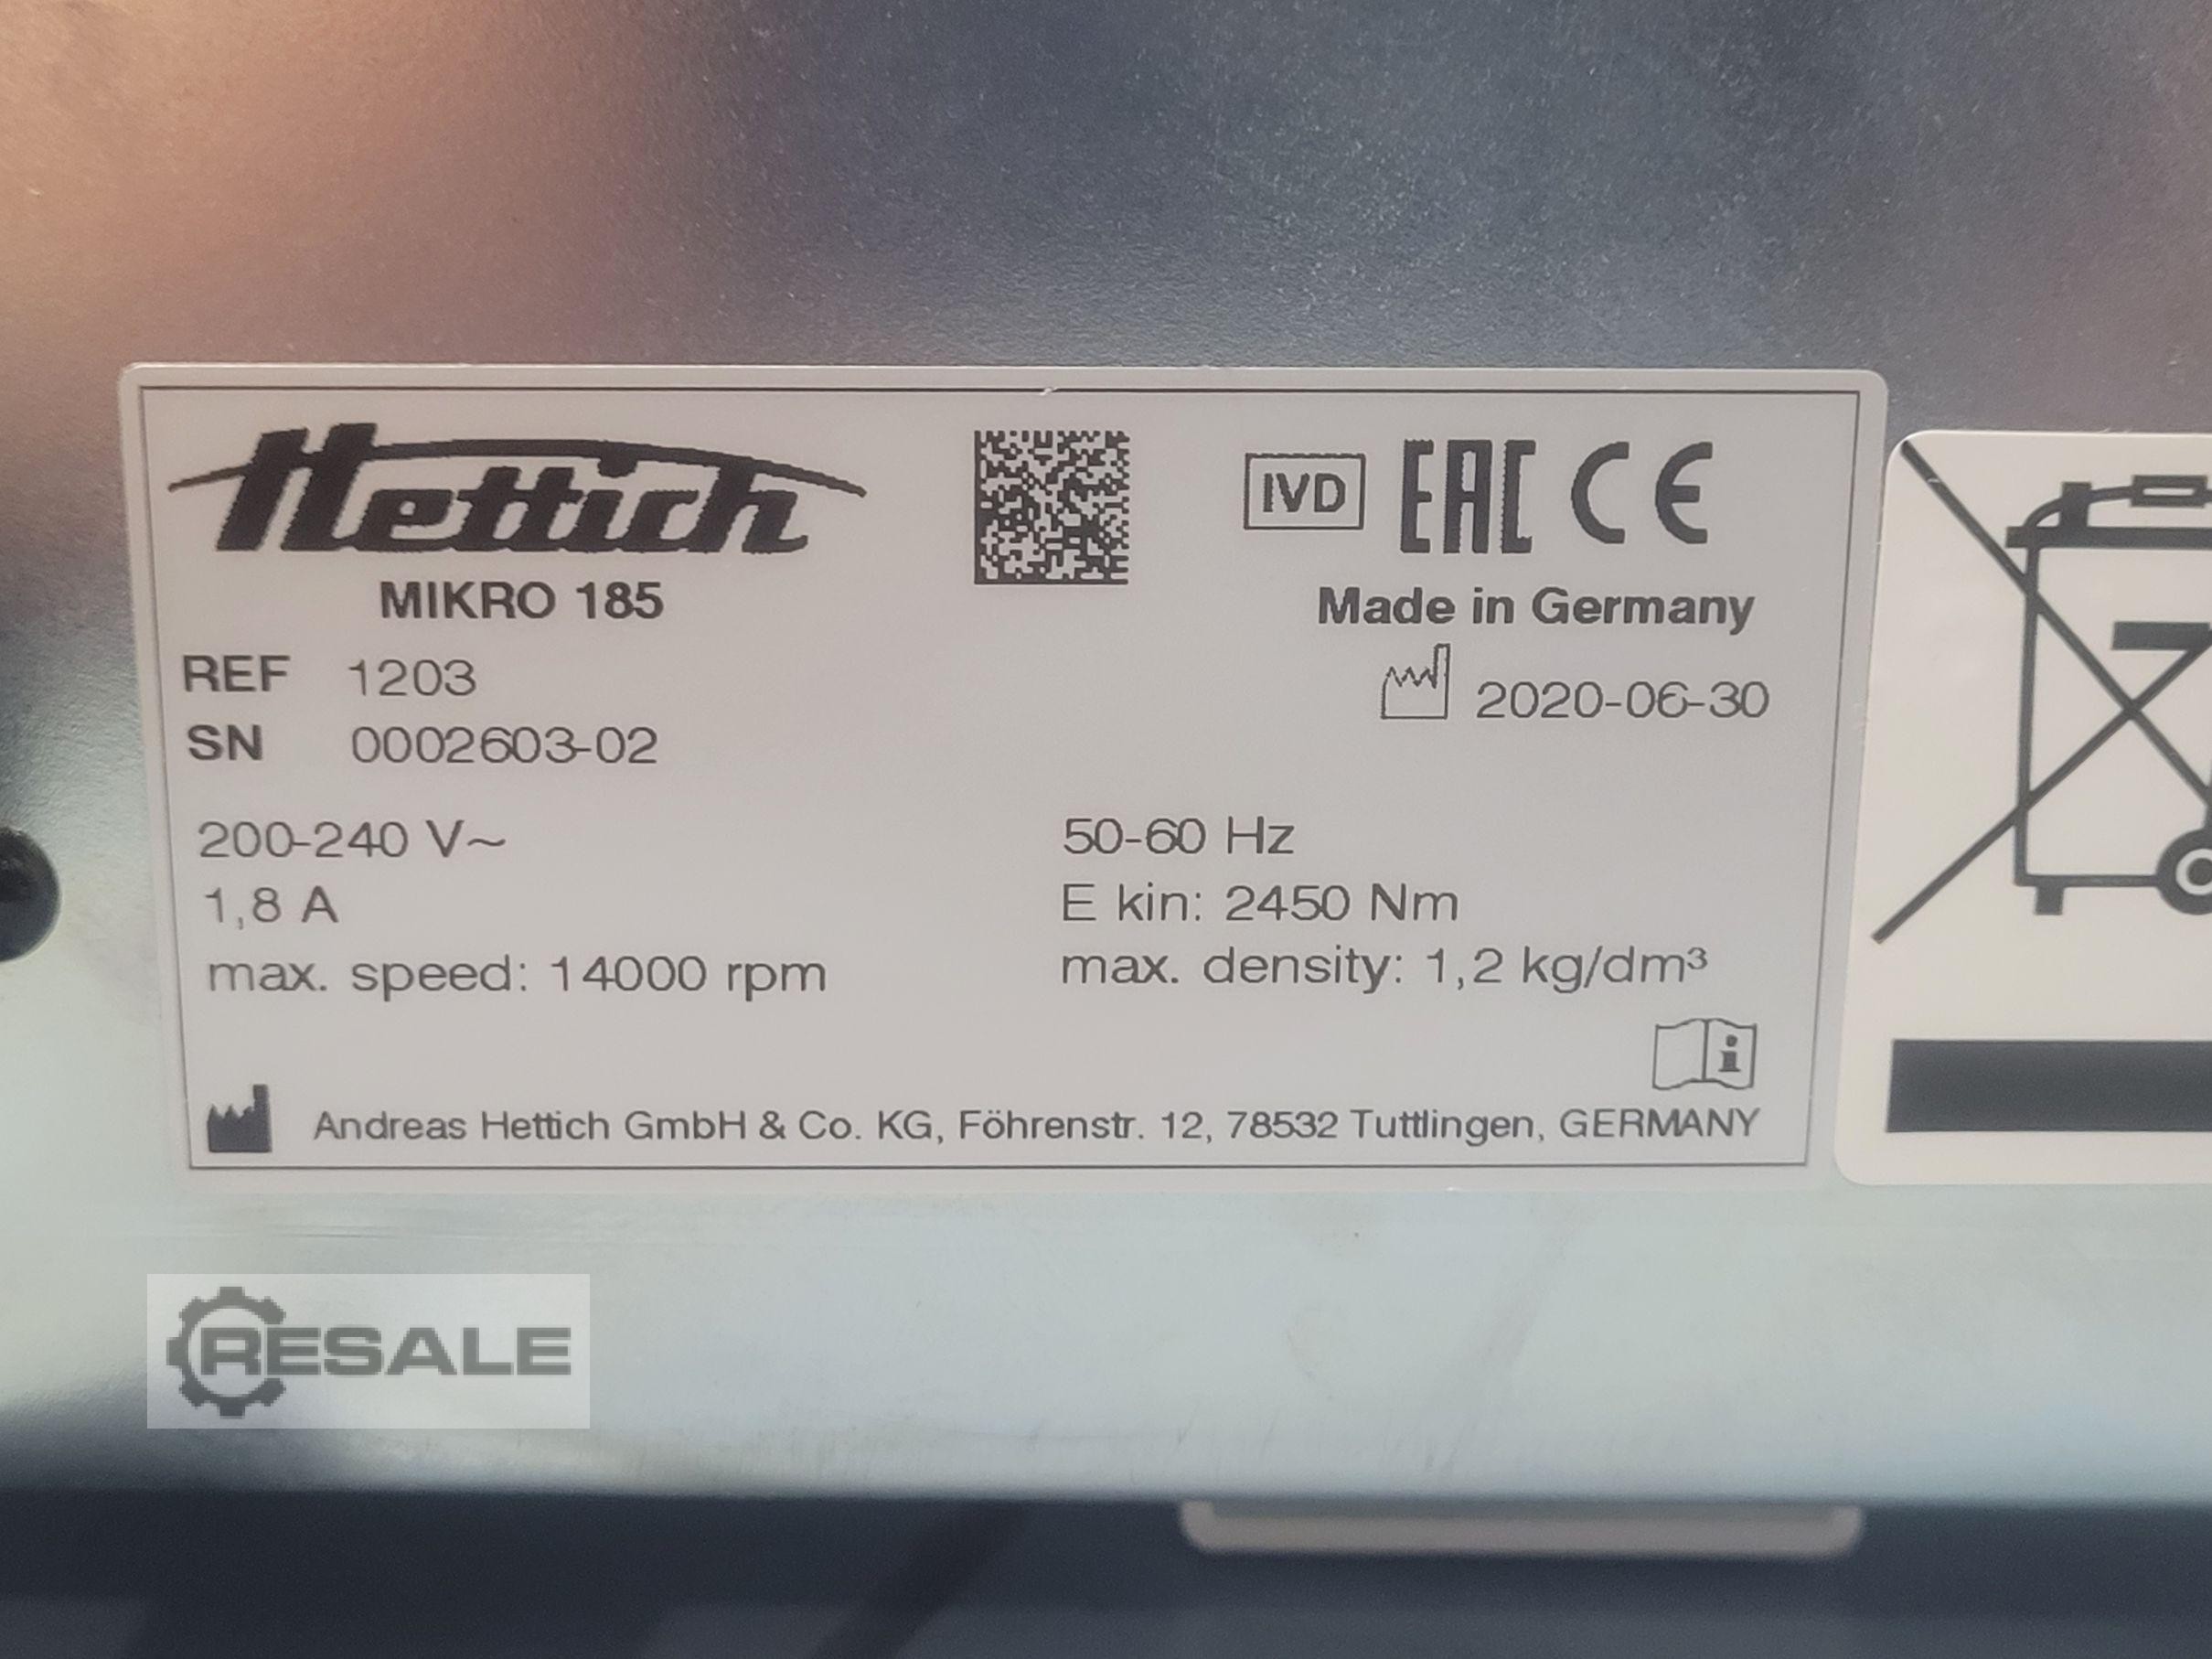 Hettich
IVD EAC CE
MIKRO 185
Made in Germany
REF 1203
2020-06-30
SN 0002603-02
200-240 V~
50-60 Hz
1,8 A
E kin: 2450 Nm
max. speed: 14000 rpm
max. density: 1,2 kg/dm³
i
Andreas Hettich GmbH & Co. KG, Föhrenstr. 12, 78532 Tuttlingen, GERMANY
RESALE